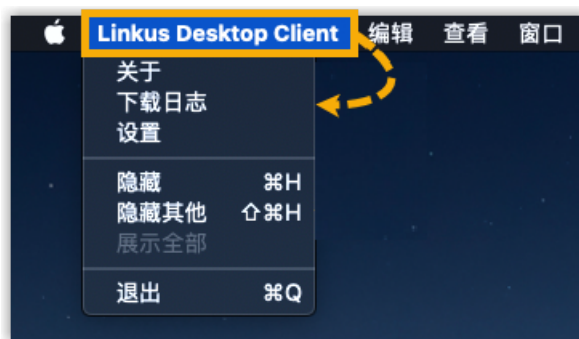 Linkus Desktop Client 编辑 查看 窗口
关于
下载日志
设置
隐藏 ⌘H
隐藏其他 ⇧⌘H
展示全部
退出 ⌘Q